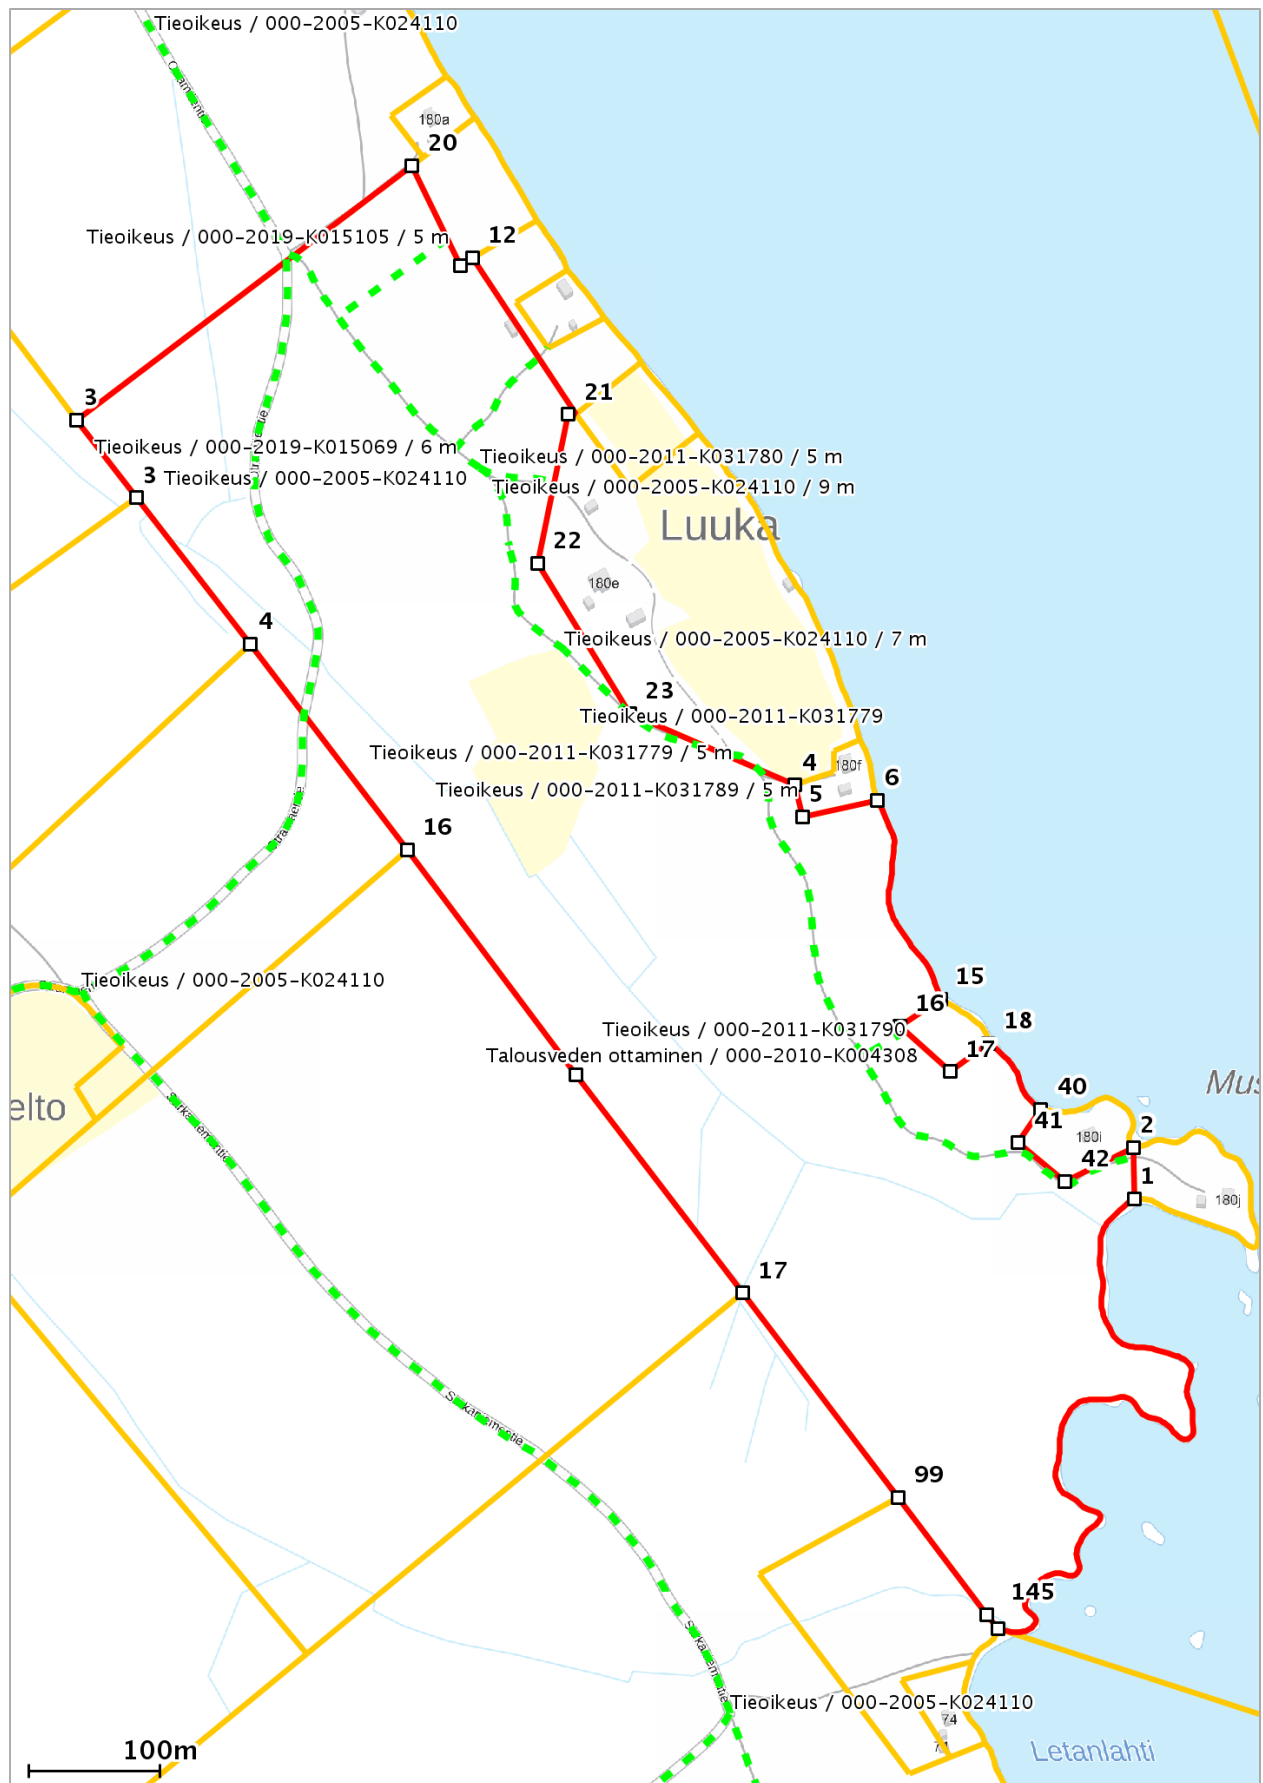 Tieoikeus / 000-2005-K024110
180a
20
Tieoikeus / 000-2019-K015105 / 5 m
12
3
21
Tieoikeus / 000-2019-K015069 / 6 m
Tieoikeus / 000-2011-K031780 / 5 m
3
Tieoikeus / 000-2005-K024110
Tieoikeus / 000-2005-K024110 / 9 m
Luuka
22
180e
4
Tieoikeus / 000-2005-K024110 / 7 m
23
Tieoikeus / 000-2011-K031779
Tieoikeus / 000-2011-K031779 / 5 m
4
180f
Tieoikeus / 000-2011-K031789 / 5 m
5
6
16
Tieoikeus / 000-2005-K024110
15
16
18
Tieoikeus / 000-2011-K031790
17
Talousveden ottaminen / 000-2010-K004308
Mus
40
elto
41
180i
2
42
1
180j
17
Särkaniementie
99
145
Tieoikeus / 000-2005-K024110
74
100m
Letanlahti